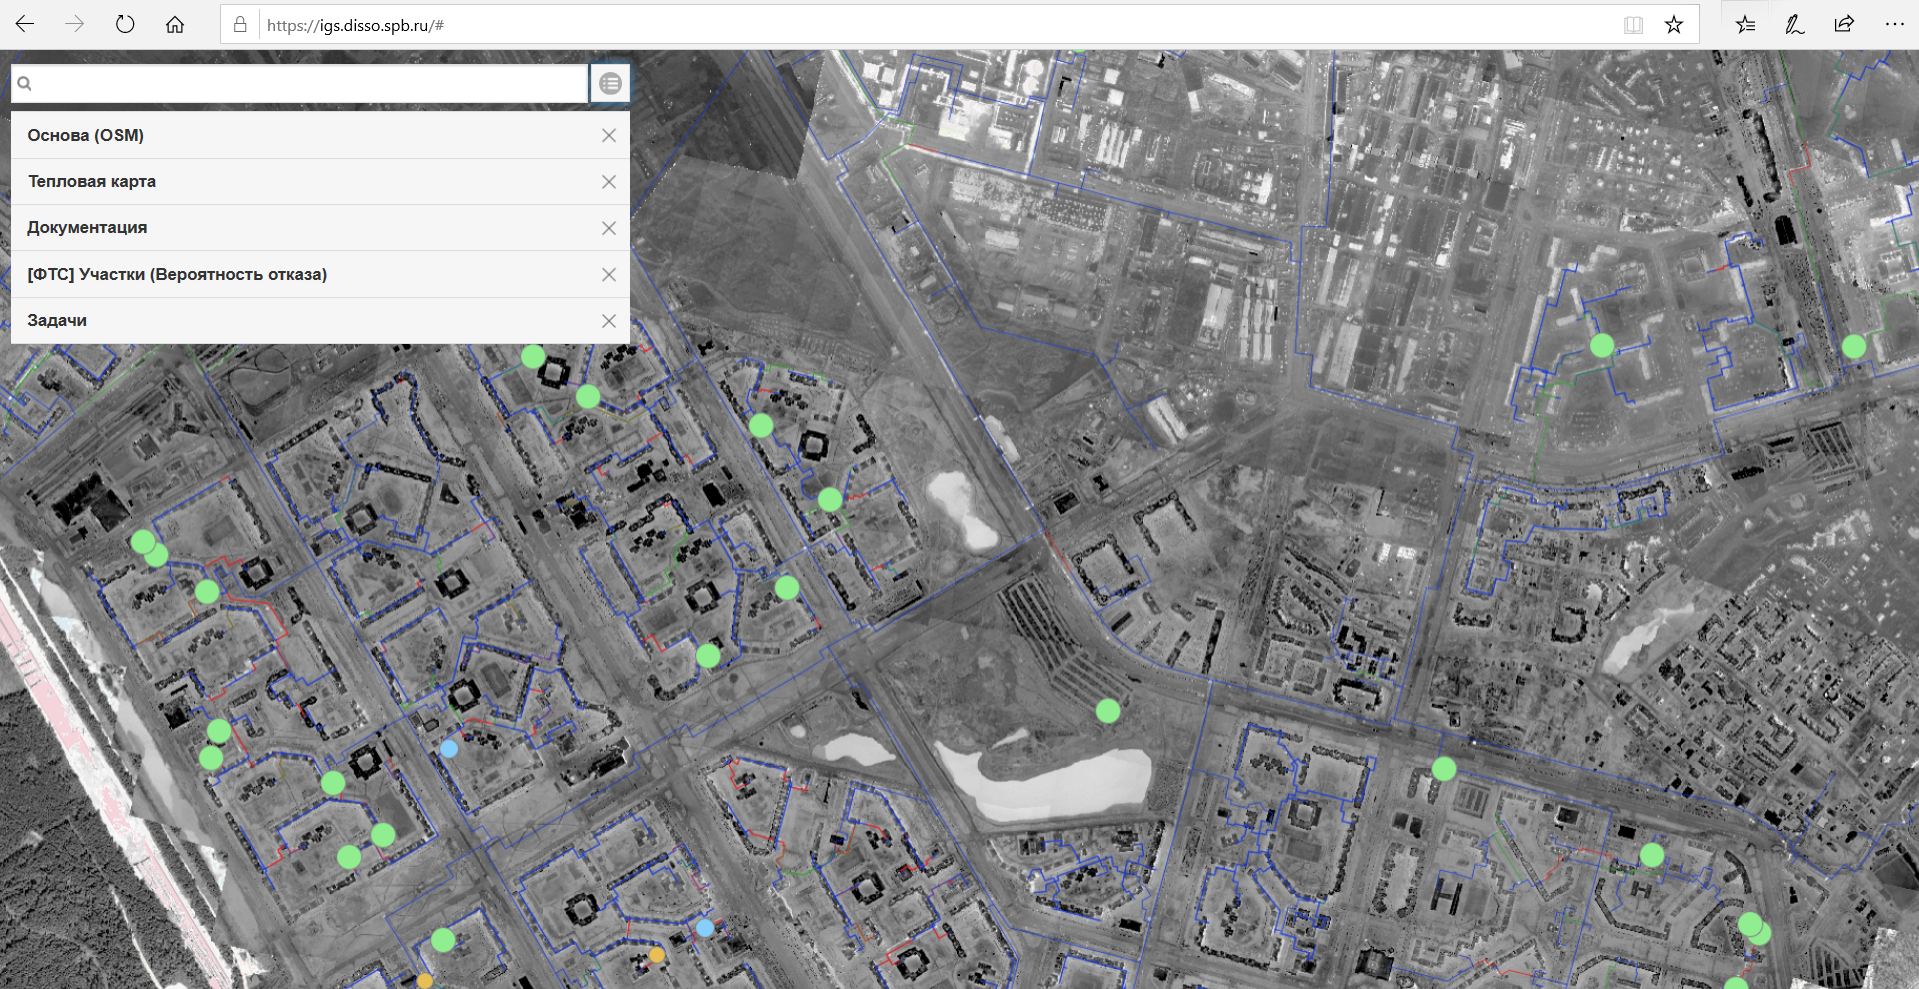 https://igs.disso.spb.ru/#
Основа (OSM)
Тепловая карта
Документация
[ФТС] Участки (Вероятность отказа)
Задачи